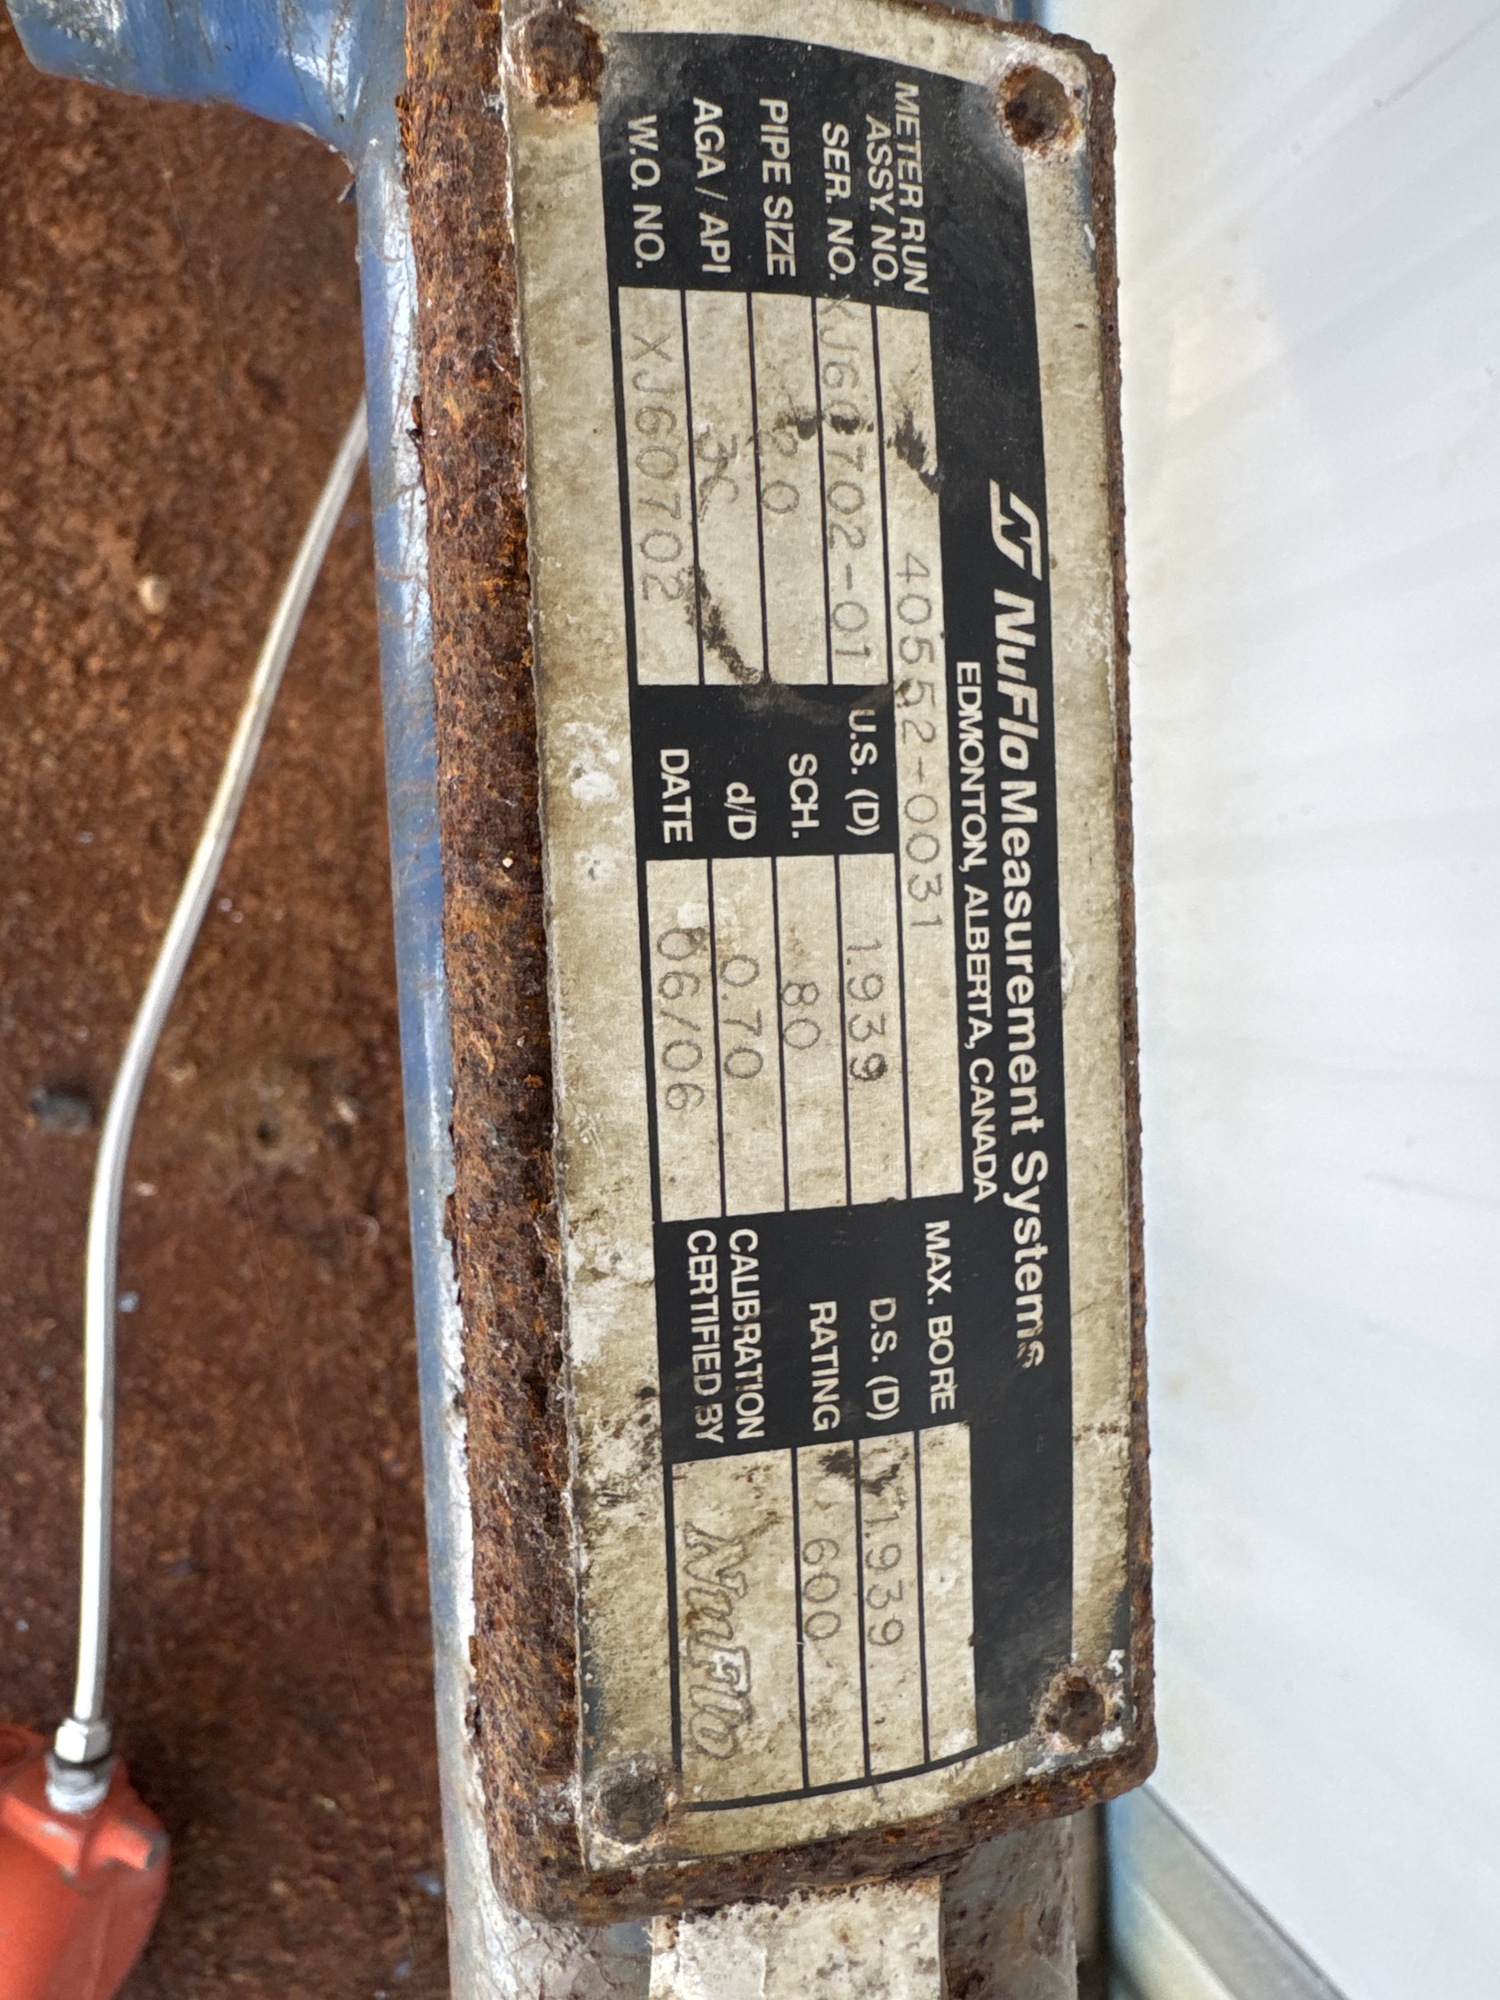 NuFlo Measurement Systems
EDMONTON, ALBERTA, CANADA
METER RUN
ASSY. NO. 40552-0031 MAX. BORE
SER. NO. XJ60702-01 U.S. (D) 1.939 D.S. (D) 1.939
PIPE SIZE 2.0 SCH. 80 RATING 600
AGA / API d/D 0.70 CALIBRATION
W.O. NO. XJ60702 DATE 06/06 CERTIFIED BY NuFlo